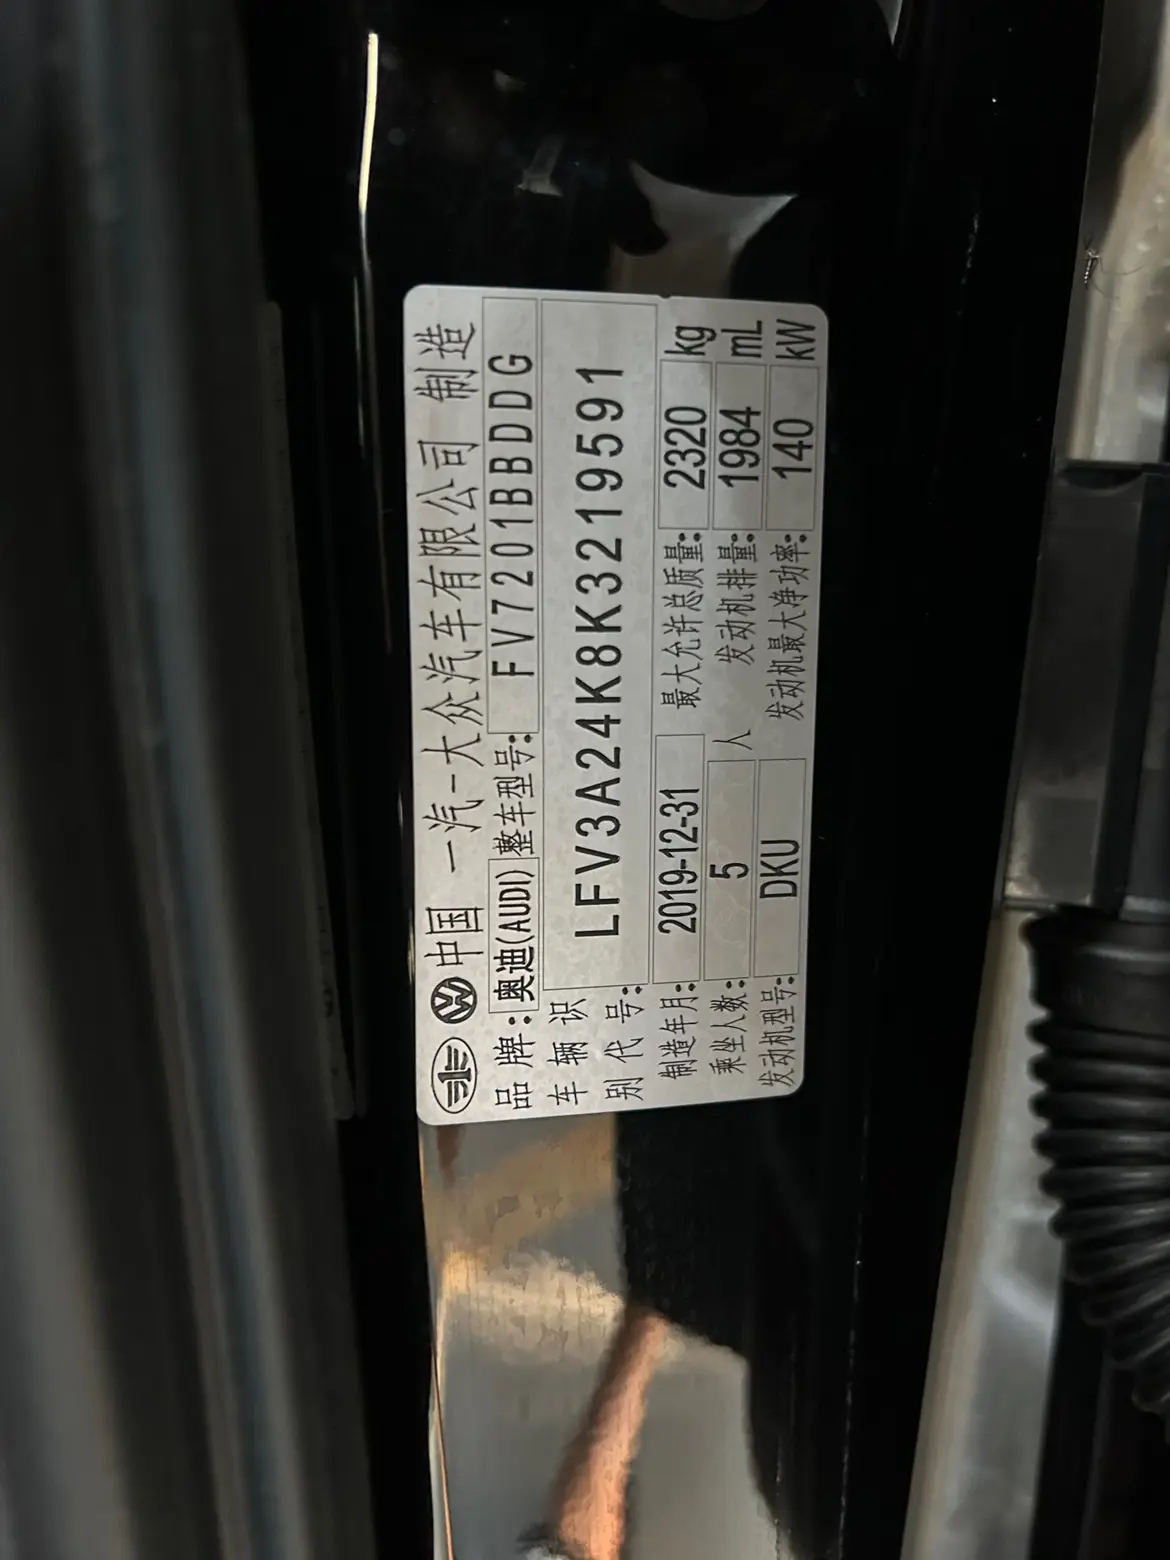 中国 一汽-大众汽车有限公司 制造
品牌: 奥迪(AUDI) 整车型号: FV7201BBDDG
车辆识别代号: LFV3A24K8K3219591
制造年月: 2019-12-31 最大允许总质量: 2320 kg
乘坐人数: 5 人 发动机排量: 1984 mL
发动机型号: DKU 发动机最大净功率: 140 kW